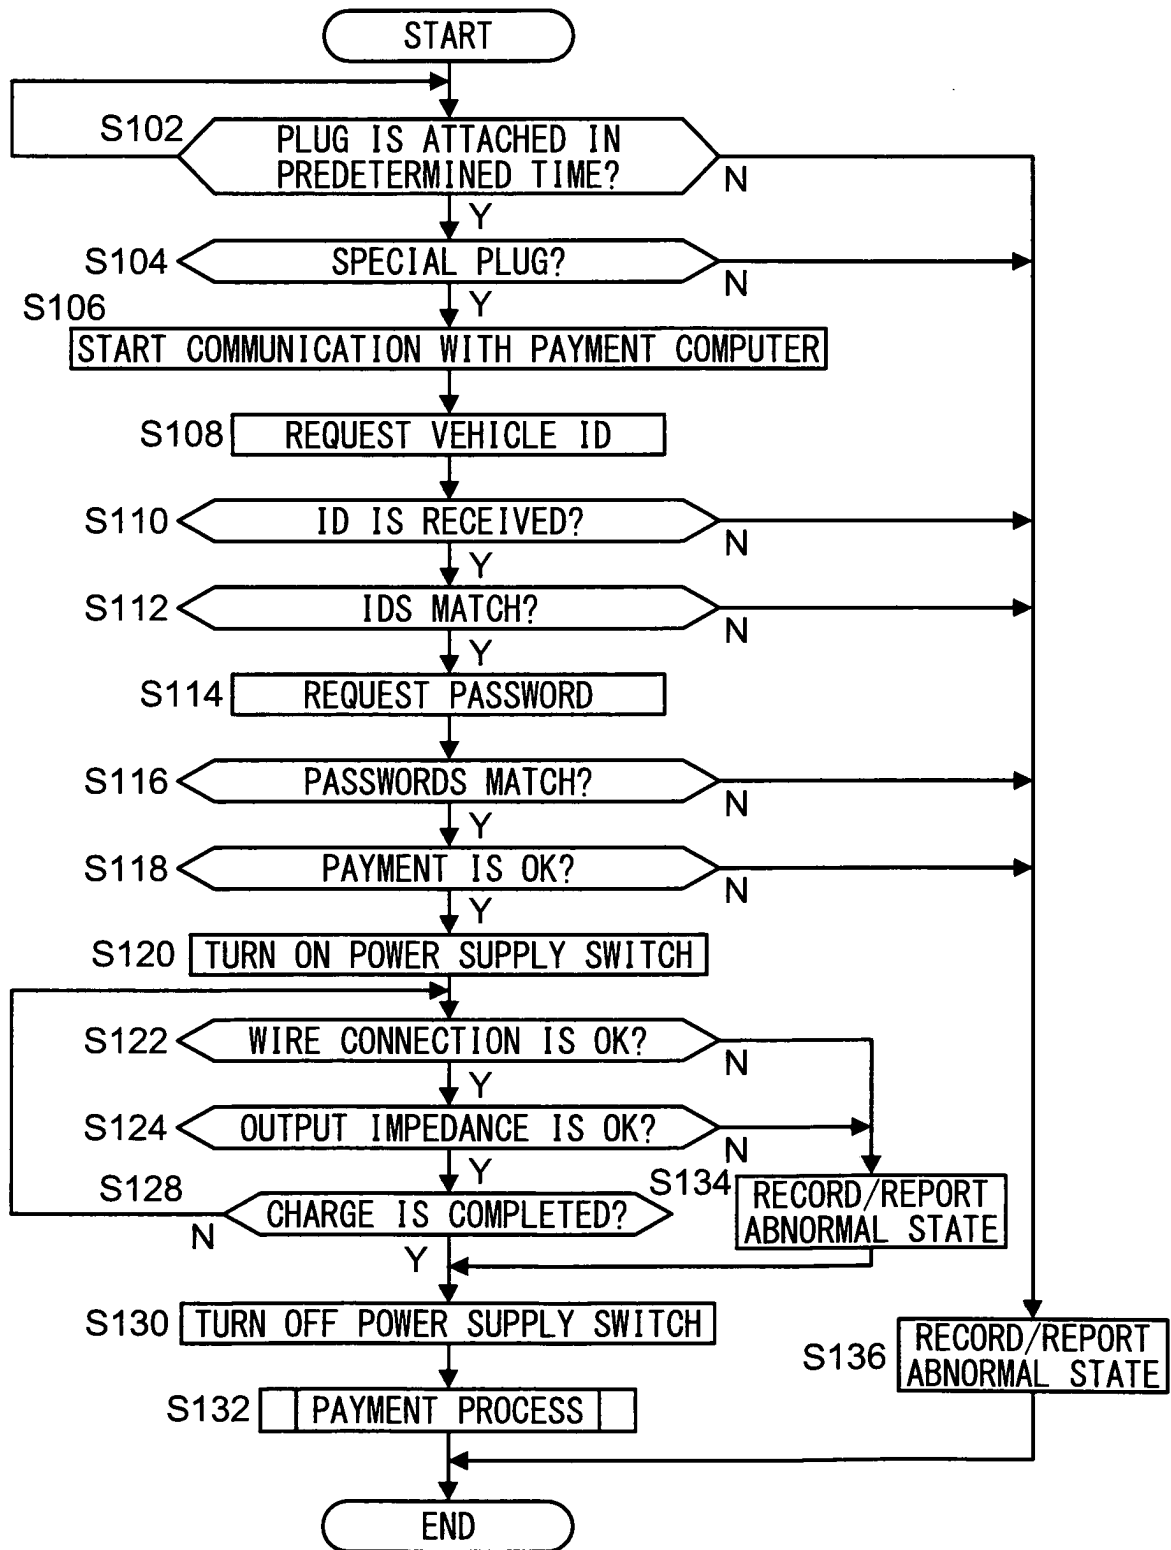 START
S102
PLUG IS ATTACHED IN
PREDETERMINED TIME?
N
Y
S104
SPECIAL PLUG?
N
Y
S106
START COMMUNICATION WITH PAYMENT COMPUTER
S108
REQUEST VEHICLE ID
S110
ID IS RECEIVED?
N
Y
S112
IDS MATCH?
N
Y
S114
REQUEST PASSWORD
S116
PASSWORDS MATCH?
N
Y
S118
PAYMENT IS OK?
N
Y
S120
TURN ON POWER SUPPLY SWITCH
S122
WIRE CONNECTION IS OK?
N
Y
S124
OUTPUT IMPEDANCE IS OK?
N
Y
S128
CHARGE IS COMPLETED?
N
Y
S134
RECORD/REPORT
ABNORMAL STATE
S130
TURN OFF POWER SUPPLY SWITCH
S136
RECORD/REPORT
ABNORMAL STATE
S132
PAYMENT PROCESS
END